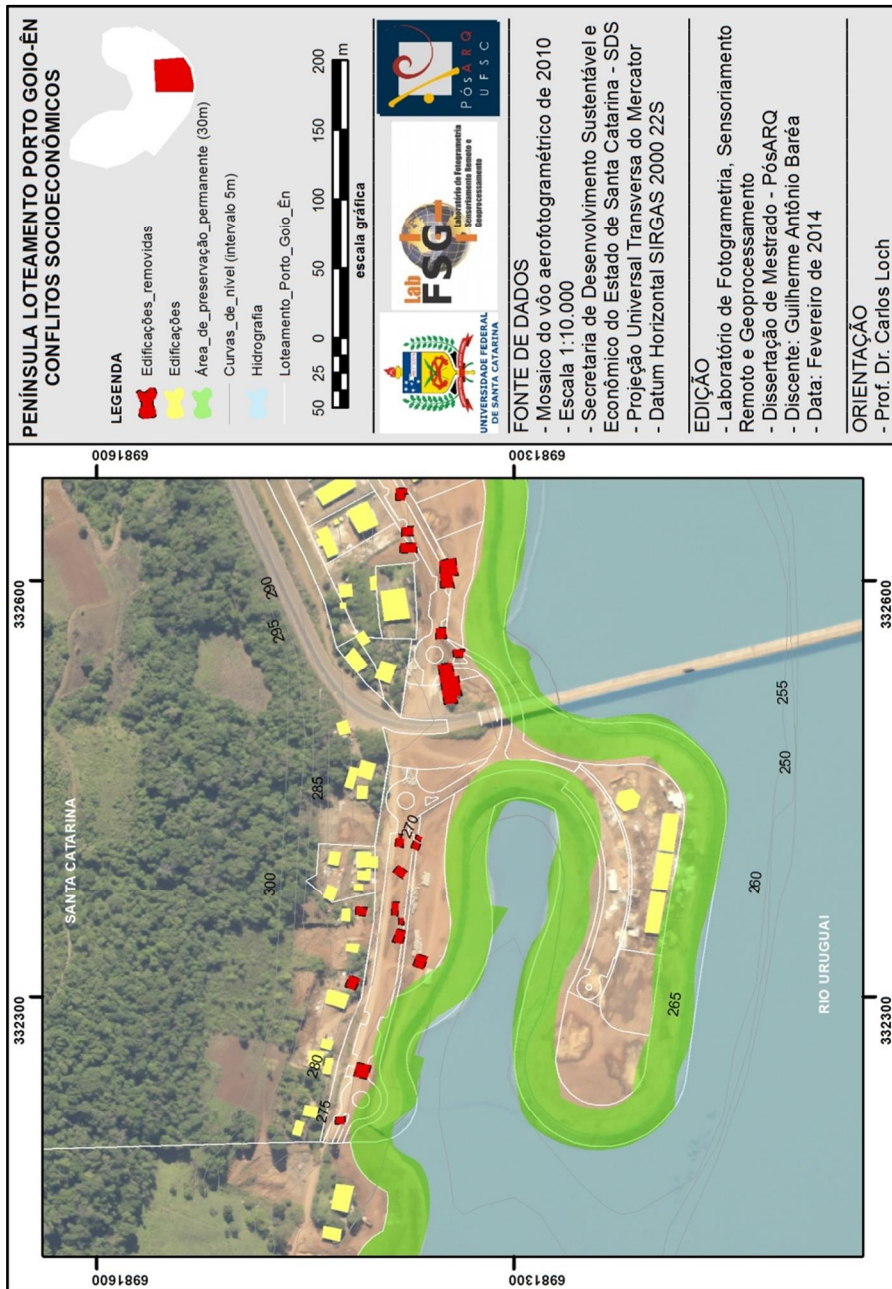 PENÍNSULA LOTEAMENTO PORTO GOIO-ÊN
CONFLITOS SOCIOECONÔMICOS
LEGENDA
Edificações_removidas
Edificações
Área_de_preservação_permanente (30m)
Curvas_de_nível (intervalo 5m)
Hidrografia
Loteamento_Porto_Goio_Ên
50 25 0 50 100 150 200
m
escala gráfica
UNIVERSIDADE FEDERAL
DE SANTA CATARINA
Lab
FSG
Laboratório de Fotogrametria
Sensoriamento Remoto e
Geoprocessamento
PÓSARQ
UFSC
FONTE DE DADOS
- Mosaico do vôo aerofotogramétrico de 2010
- Escala 1:10.000
- Secretaria de Desenvolvimento Sustentável e
Econômico do Estado de Santa Catarina - SDS
- Projeção Universal Transversa do Mercator
- Datum Horizontal SIRGAS 2000 22S
EDIÇÃO
- Laboratório de Fotogrametria, Sensoriamento
Remoto e Geoprocessamento
- Dissertação de Mestrado - PósARQ
- Discente: Guilherme Antônio Baréa
- Data: Fevereiro de 2014
ORIENTAÇÃO
- Prof. Dr. Carlos Loch
332300
332600
6981600
6981600
SANTA CATARINA
290
295
300
285
280
275
270
6981300
6981300
265
260
250
255
RIO URUGUAI
332300
332600